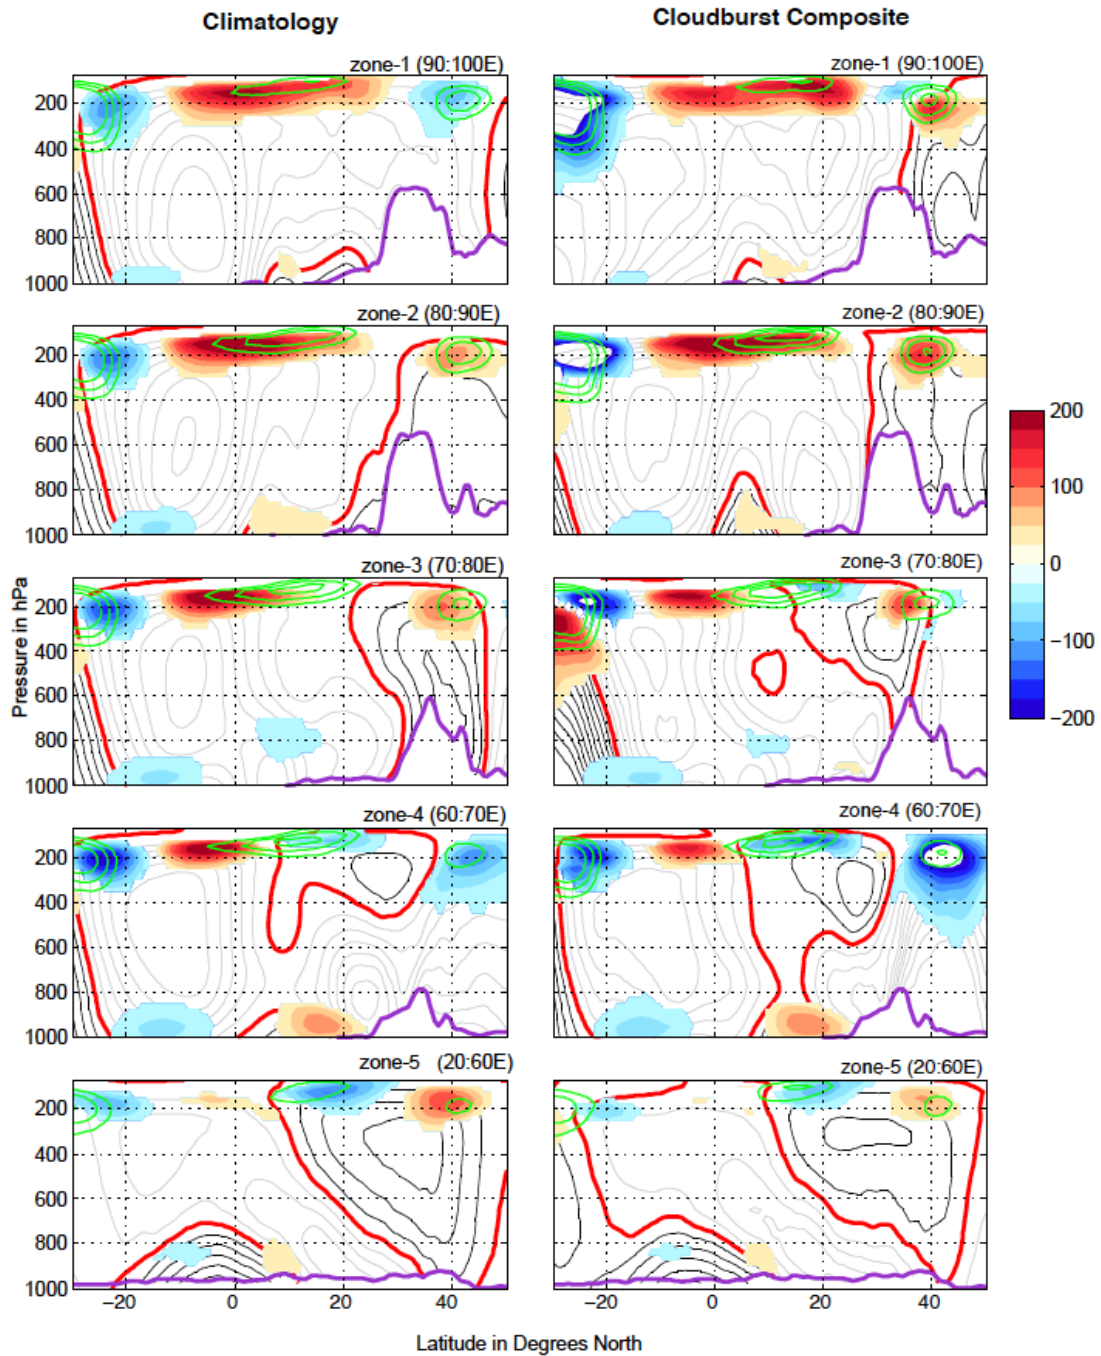 Climatology
Cloudburst Composite
zone-1 (90:100E)
zone-1 (90:100E)
200
400
600
800
1000
zone-2 (80:90E)
zone-2 (80:90E)
200
400
600
800
1000
200
100
0
−100
−200
zone-3 (70:80E)
zone-3 (70:80E)
200
400
600
800
1000
Pressure in hPa
zone-4 (60:70E)
zone-4 (60:70E)
200
400
600
800
1000
zone-5 (20:60E)
zone-5 (20:60E)
200
400
600
800
1000
−20 0 20 40
−20 0 20 40
Latitude in Degrees North